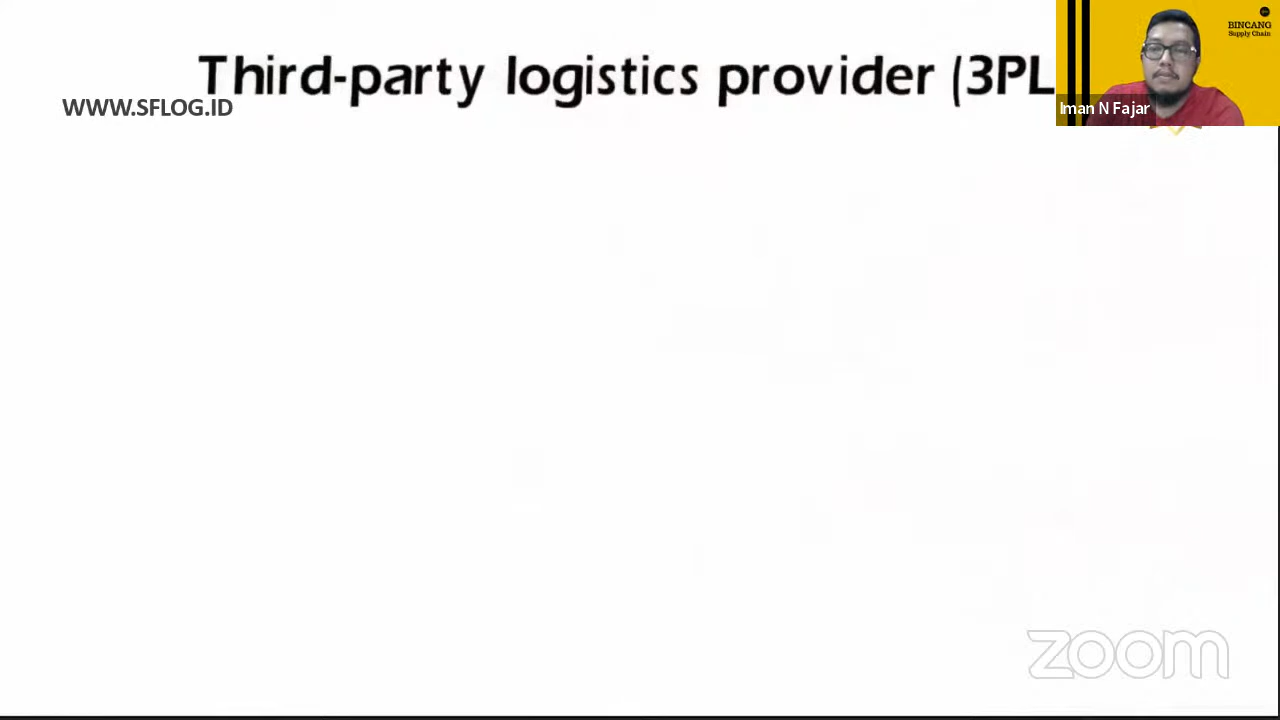 Third-party logistics provider (3PL
WWW.SFLOG.ID
BINCANG
Supply Chain
Iman N Fajar
zoom